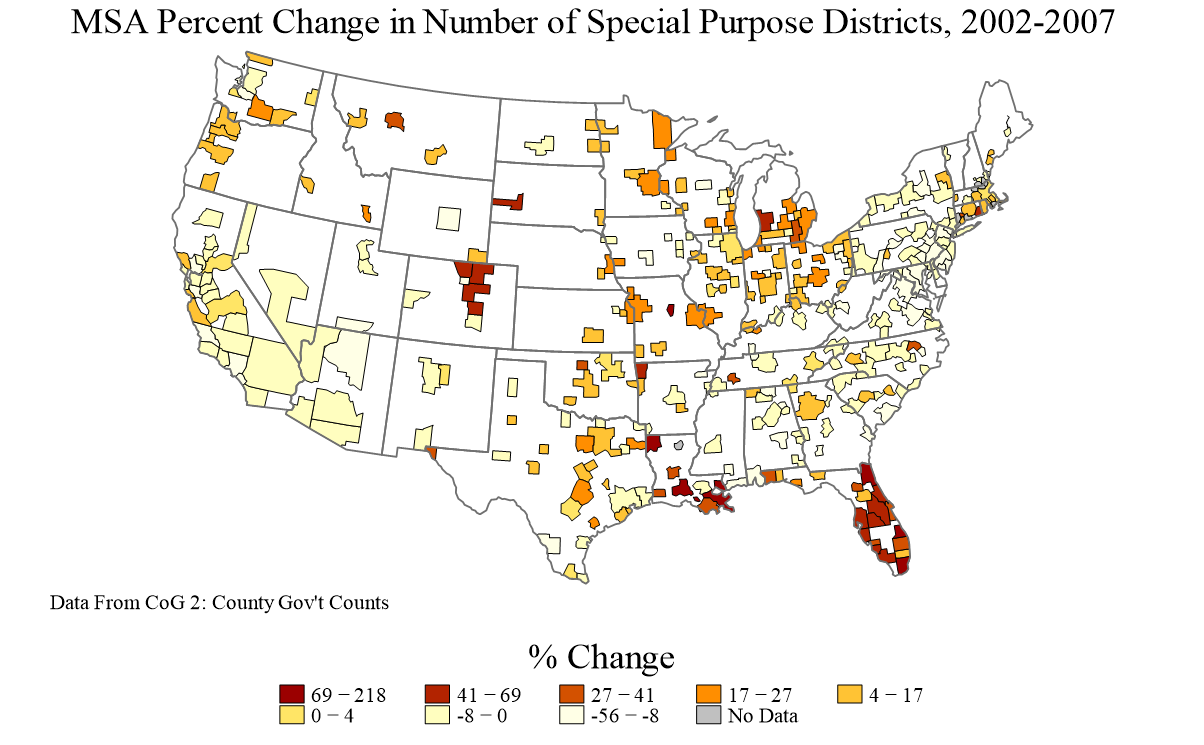 MSA Percent Change in Number of Special Purpose Districts, 2002-2007
Data From CoG 2: County Gov't Counts
% Change
69 − 218 41 − 69 27 − 41 17 − 27 4 − 17
0 − 4 -8 − 0 -56 − -8 No Data